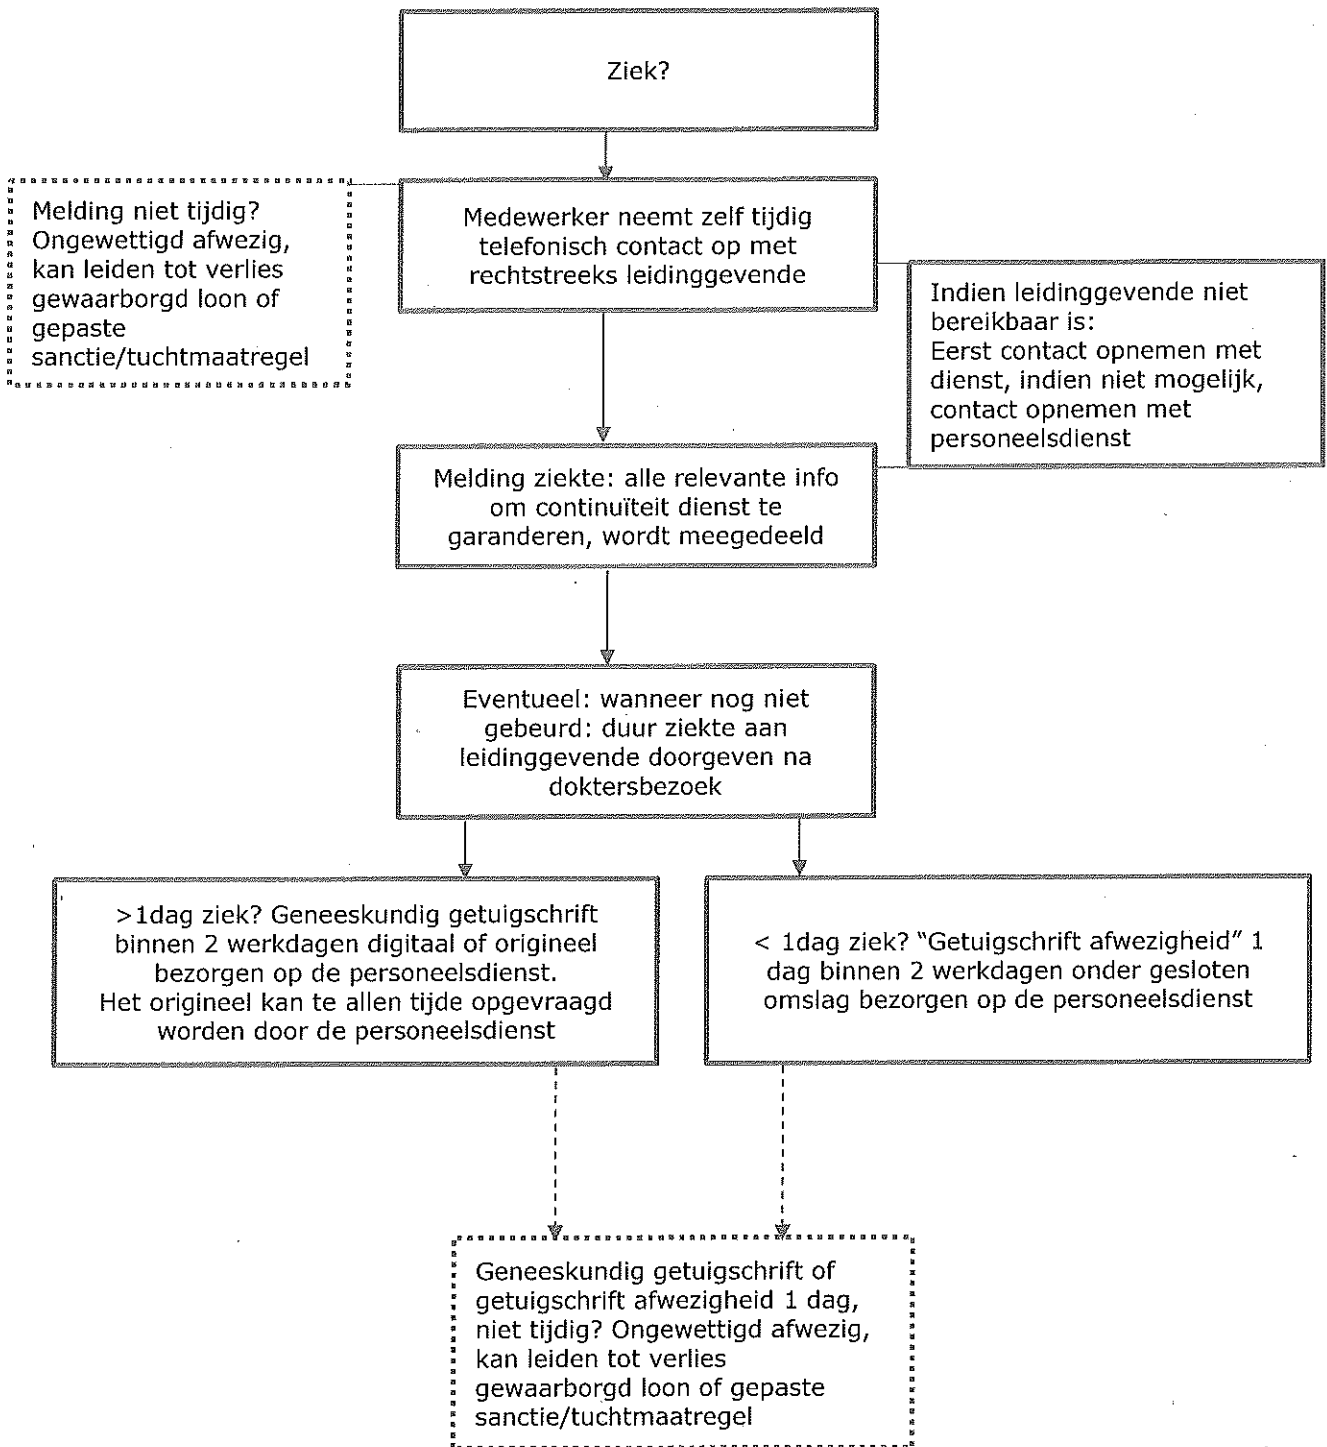 Ziek?
Medewerker neemt zelf tijdig
telefonisch contact op met
rechtstreeks leidinggevende
Melding niet tijdig?
Ongewettigd afwezig,
kan leiden tot verlies
gewaarborgd loon of
gepaste
sanctie/tuchtmaatregel
Indien leidinggevende niet
bereikbaar is:
Eerst contact opnemen met
dienst, indien niet mogelijk,
contact opnemen met
personeelsdienst
Melding ziekte: alle relevante info
om continuïteit dienst te
garanderen, wordt meegedeeld
Eventueel: wanneer nog niet
gebeurd: duur ziekte aan
leidinggevende doorgeven na
doktersbezoek
>1dag ziek? Geneeskundig getuigschrift
binnen 2 werkdagen digitaal of origineel
bezorgen op de personeelsdienst.
Het origineel kan te allen tijde opgevraagd
worden door de personeelsdienst
< 1dag ziek? “Getuigschrift afwezigheid” 1
dag binnen 2 werkdagen onder gesloten
omslag bezorgen op de personeelsdienst
Geneeskundig getuigschrift of
getuigschrift afwezigheid 1 dag,
niet tijdig? Ongewettigd afwezig,
kan leiden tot verlies
gewaarborgd loon of gepaste
sanctie/tuchtmaatregel